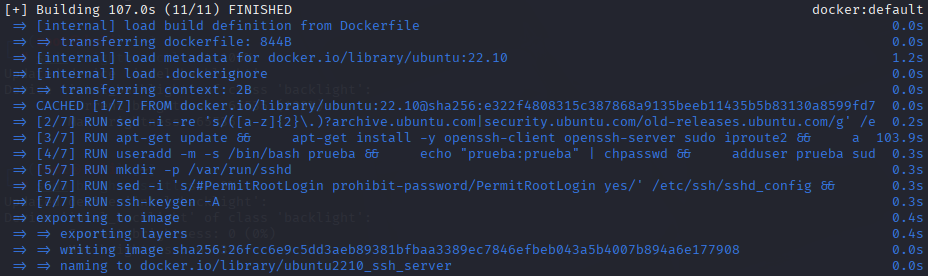 [+] Building 107.0s (11/11) FINISHED docker:default
=> [internal] load build definition from Dockerfile 0.0s
=> => transferring dockerfile: 844B 0.0s
=> [internal] load metadata for docker.io/library/ubuntu:22.10 1.2s
=> [internal] load .dockerignore 0.0s
=> => transferring context: 2B 0.0s
=> CACHED [1/7] FROM docker.io/library/ubuntu:22.10@sha256:e322f4808315c387868a9135beeb11435b5b83130a8599fd7 0.0s
=> [2/7] RUN sed -i -re 's/([a-z]{2}\.)?archive.ubuntu.com|security.ubuntu.com/old-releases.ubuntu.com/g' /e 0.2s
=> [3/7] RUN apt-get update && apt-get install -y openssh-client openssh-server sudo iproute2 && a 103.9s
=> [4/7] RUN useradd -m -s /bin/bash prueba && echo "prueba:prueba" | chpasswd && adduser prueba sud 0.3s
=> [5/7] RUN mkdir -p /var/run/sshd 0.3s
=> [6/7] RUN sed -i 's/#PermitRootLogin prohibit-password/PermitRootLogin yes/' /etc/ssh/sshd_config && 0.3s
=> [7/7] RUN ssh-keygen -A 0.3s
=> exporting to image 0.4s
=> => exporting layers 0.4s
=> => writing image sha256:26fcc6e9c5dd3aeb89381bfbaa3389ec7846efbeb043a5b4007b894a6e177908 0.0s
=> => naming to docker.io/library/ubuntu2210_ssh_server 0.0s